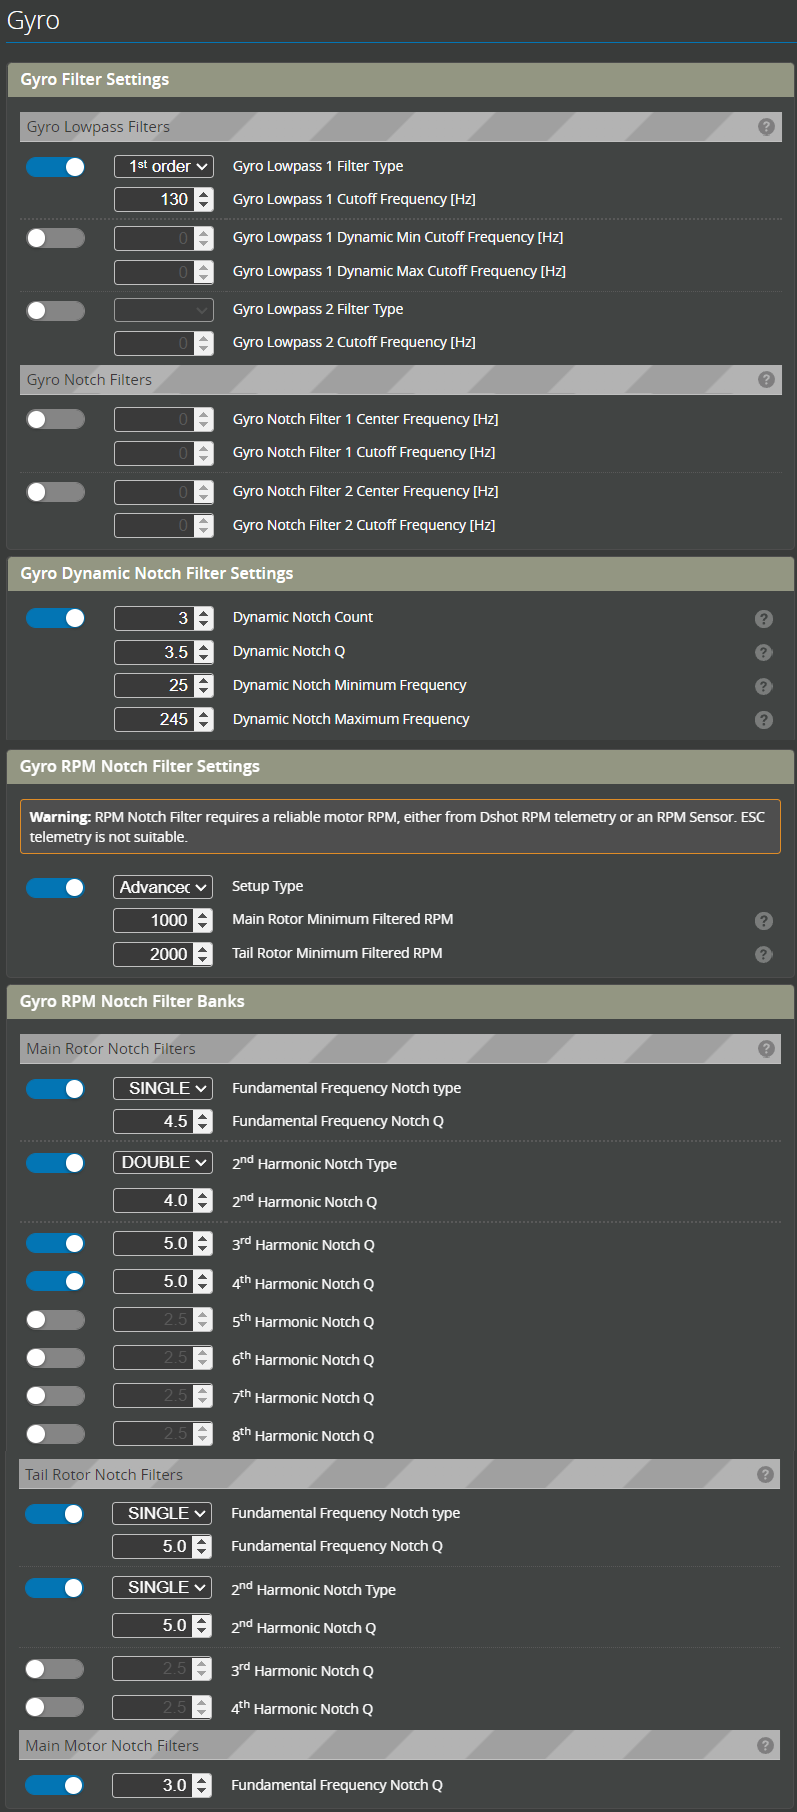 Gyro
Gyro Filter Settings
Gyro Lowpass Filters
1st order Gyro Lowpass 1 Filter Type
130 Gyro Lowpass 1 Cutoff Frequency [Hz]
0 Gyro Lowpass 1 Dynamic Min Cutoff Frequency [Hz]
0 Gyro Lowpass 1 Dynamic Max Cutoff Frequency [Hz]
Gyro Lowpass 2 Filter Type
0 Gyro Lowpass 2 Cutoff Frequency [Hz]
Gyro Notch Filters
0 Gyro Notch Filter 1 Center Frequency [Hz]
0 Gyro Notch Filter 1 Cutoff Frequency [Hz]
0 Gyro Notch Filter 2 Center Frequency [Hz]
0 Gyro Notch Filter 2 Cutoff Frequency [Hz]
Gyro Dynamic Notch Filter Settings
3 Dynamic Notch Count
3.5 Dynamic Notch Q
25 Dynamic Notch Minimum Frequency
245 Dynamic Notch Maximum Frequency
Gyro RPM Notch Filter Settings
Warning: RPM Notch Filter requires a reliable motor RPM, either from Dshot RPM telemetry or an RPM Sensor. ESC
telemetry is not suitable.
Advanced Setup Type
1000 Main Rotor Minimum Filtered RPM
2000 Tail Rotor Minimum Filtered RPM
Gyro RPM Notch Filter Banks
Main Rotor Notch Filters
SINGLE Fundamental Frequency Notch type
4.5 Fundamental Frequency Notch Q
DOUBLE 2nd Harmonic Notch Type
4.0 2nd Harmonic Notch Q
5.0 3rd Harmonic Notch Q
5.0 4th Harmonic Notch Q
2.5 5th Harmonic Notch Q
2.5 6th Harmonic Notch Q
2.5 7th Harmonic Notch Q
2.5 8th Harmonic Notch Q
Tail Rotor Notch Filters
SINGLE Fundamental Frequency Notch type
5.0 Fundamental Frequency Notch Q
SINGLE 2nd Harmonic Notch Type
5.0 2nd Harmonic Notch Q
2.5 3rd Harmonic Notch Q
2.5 4th Harmonic Notch Q
Main Motor Notch Filters
3.0 Fundamental Frequency Notch Q